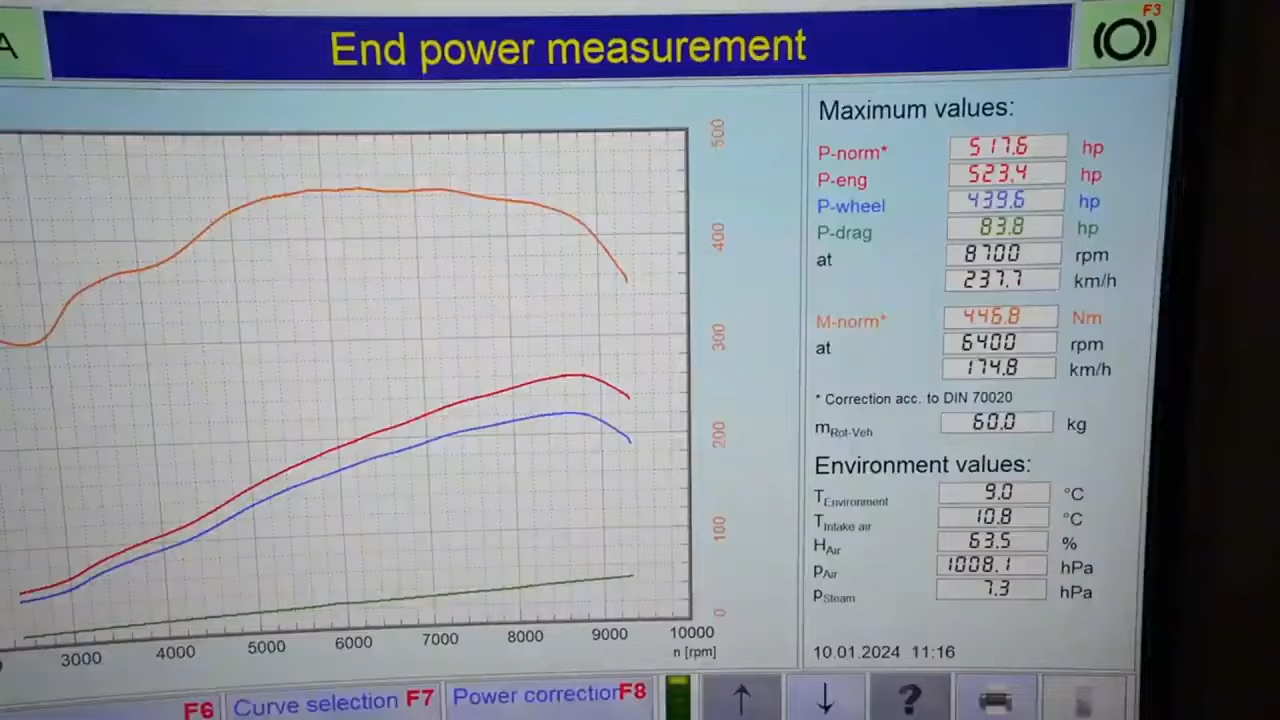 A
End power measurement
F3
Maximum values:
P-norm* 517.6 hp
P-eng 523.4 hp
P-wheel 439.6 hp
P-drag 83.8 hp
at 8700 rpm
237.7 km/h
M-norm* 446.8 Nm
at 6400 rpm
174.8 km/h
* Correction acc. to DIN 70020
mRot-Veh 60.0 kg
Environment values:
TEnvironment 9.0 °C
TIntake air 10.8 °C
HAir 63.5 %
pAir 1008.1 hPa
pSteam 7.3 hPa
10.01.2024 11:16
500
400
300
200
100
0
3000 4000 5000 6000 7000 8000 9000 10000
n [rpm]
F6 Curve selection F7 Power correction F8
?